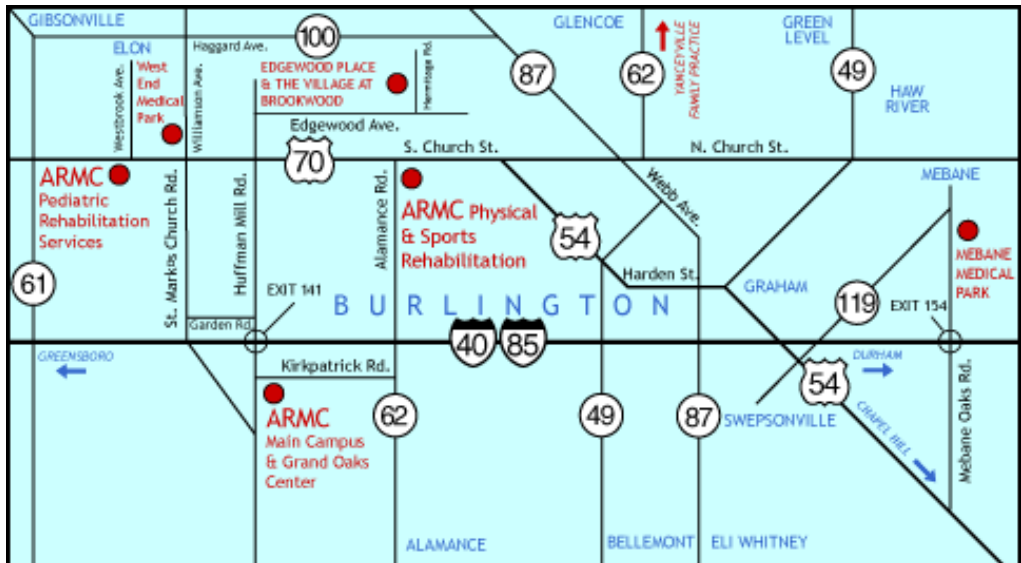 GIBSONVILLE
GLENCOE
GREEN
LEVEL
ELON
Haggard Ave.
100
87
62
YANCEYVILLE
FAMILY PRACTICE
49
HAW
RIVER
Westbrook Ave.
West
End
Medical
Park
Williamson Ave.
EDGEWOOD PLACE
& THE VILLAGE AT
BROOKWOOD
Hermitage Rd.
Edgewood Ave.
70
S. Church St.
N. Church St.
ARMC
Pediatric
Rehabilitation
Services
St. Marks Church Rd.
Huffman Mill Rd.
Alamance Rd.
ARMC Physical
& Sports
Rehabilitation
54
Webb Ave.
MEBANE
MEBANE
MEDICAL
PARK
61
Harden St.
GRAHAM
EXIT 141
BURLINGTON
119
EXIT 154
Garden Rd.
40
85
GREENSBORO
DURHAM
Kirkpatrick Rd.
54
ARMC
Main Campus
& Grand Oaks
Center
62
49
87
SWEPSONVILLE
CHAPEL HILL
Mebane Oaks Rd.
ALAMANCE
BELLEMONT
ELI WHITNEY